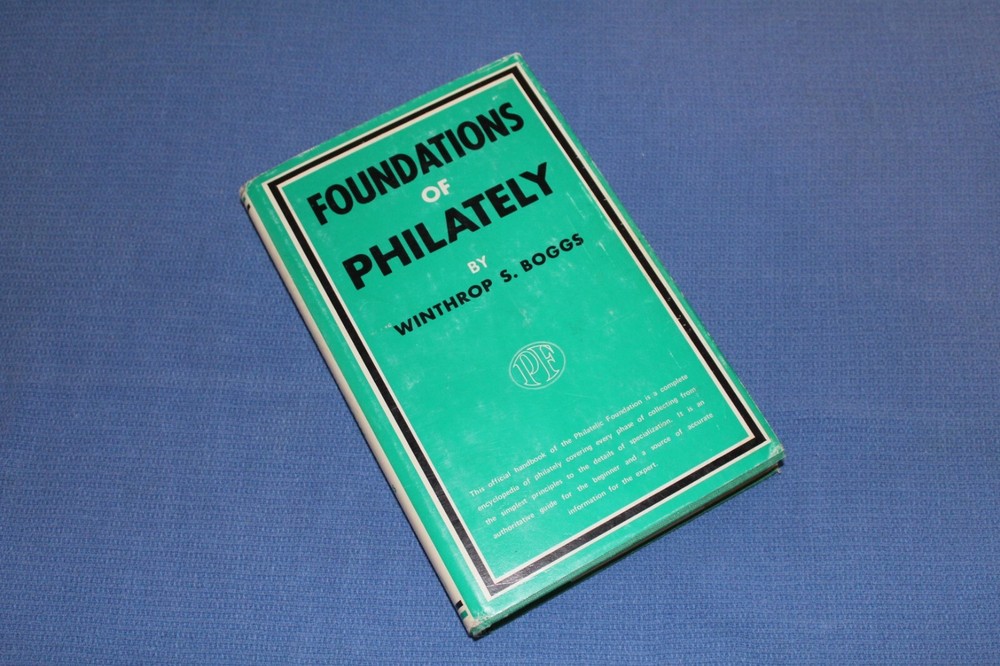 FOUNDATIONS
OF
PHILATELY
BY
WINTHROP S. BOGGS
PF
This official handbook of the Philatelic Foundation is a complete
encyclopedia of philately covering every phase of collecting from
the simplest principles to the details of specialization. It is an
authoritative guide for the beginner and a source of accurate
information for the expert.